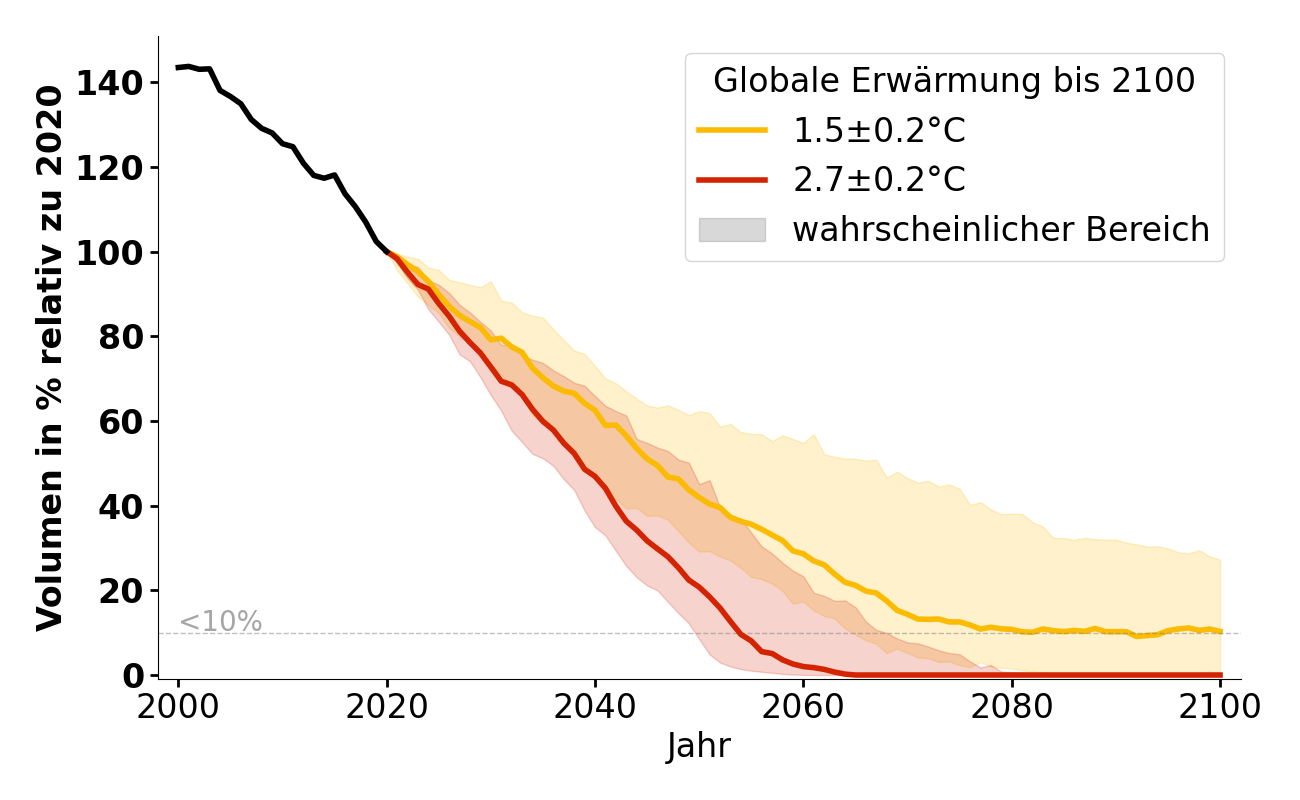 Globale Erwärmung bis 2100
1.5±0.2°C
2.7±0.2°C
wahrscheinlicher Bereich
Volumen in % relativ zu 2020
140
120
100
80
60
40
20
0
<10%
2000 2020 2040 2060 2080 2100
Jahr